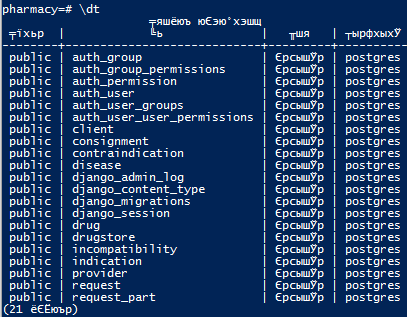 pharmacy=# \dt
╤яшёюъ юЄэю°хэшщ
╤їхьр | ╚ь | ╥шя | ┬ырфхыхЎ
--------+----------------------------+---------+----------
public | auth_group | ЄрсышЎр | postgres
public | auth_group_permissions | ЄрсышЎр | postgres
public | auth_permission | ЄрсышЎр | postgres
public | auth_user | ЄрсышЎр | postgres
public | auth_user_groups | ЄрсышЎр | postgres
public | auth_user_user_permissions | ЄрсышЎр | postgres
public | client | ЄрсышЎр | postgres
public | consignment | ЄрсышЎр | postgres
public | contraindication | ЄрсышЎр | postgres
public | disease | ЄрсышЎр | postgres
public | django_admin_log | ЄрсышЎр | postgres
public | django_content_type | ЄрсышЎр | postgres
public | django_migrations | ЄрсышЎр | postgres
public | django_session | ЄрсышЎр | postgres
public | drug | ЄрсышЎр | postgres
public | drugstore | ЄрсышЎр | postgres
public | incompatibility | ЄрсышЎр | postgres
public | indication | ЄрсышЎр | postgres
public | provider | ЄрсышЎр | postgres
public | request | ЄрсышЎр | postgres
public | request_part | ЄрсышЎр | postgres
(21 ёЄЁюър)